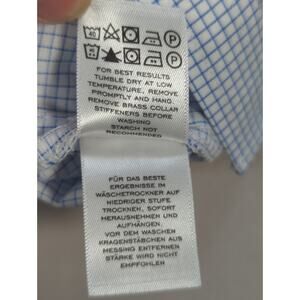 40
P
P
FOR BEST RESULTS
TUMBLE DRY AT LOW
TEMPERATURE, REMOVE
PROMPTLY AND HANG.
REMOVE BRASS COLLAR
STIFFENERS BEFORE
WASHING
STARCH NOT
RECOMMENDED
FÜR DAS BESTE
ERGEBNISSE IM
WÄSCHETROCKNER AUF
NIEDRIGER STUFE
TROCKNEN, SOFORT
HERAUSNEHMEN UND
AUFHÄNGEN.
VOR DEM WASCHEN
KRAGENSTÄBCHEN AUS
MESSING ENTFERNEN
STÄRKE WIRD NICHT
EMPFOHLEN